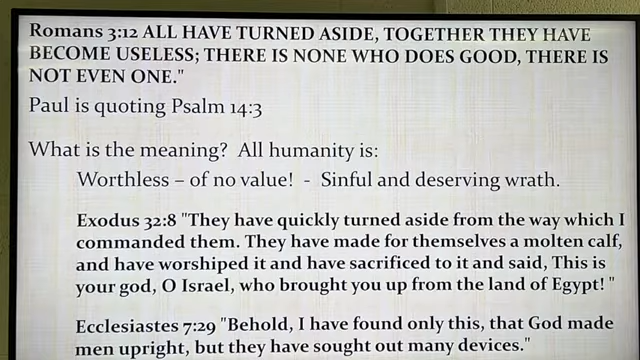 Romans 3:12 ALL HAVE TURNED ASIDE, TOGETHER THEY HAVE
BECOME USELESS; THERE IS NONE WHO DOES GOOD, THERE IS
NOT EVEN ONE."
Paul is quoting Psalm 14:3
What is the meaning?  All humanity is:
Worthless – of no value!  -  Sinful and deserving wrath.
Exodus 32:8 "They have quickly turned aside from the way which I
commanded them. They have made for themselves a molten calf,
and have worshiped it and have sacrificed to it and said, This is
your god, O Israel, who brought you up from the land of Egypt! "
Ecclesiastes 7:29 "Behold, I have found only this, that God made
men upright, but they have sought out many devices."